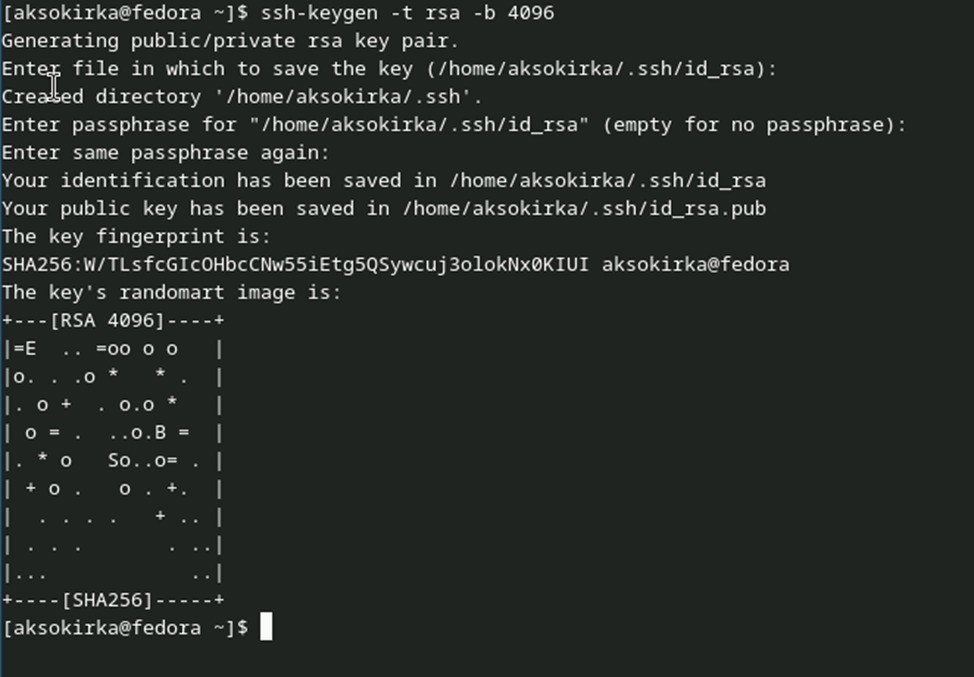 [aksokirka@fedora ~]$ ssh-keygen -t rsa -b 4096
Generating public/private rsa key pair.
Enter file in which to save the key (/home/aksokirka/.ssh/id_rsa):
Created directory '/home/aksokirka/.ssh'.
Enter passphrase for "/home/aksokirka/.ssh/id_rsa" (empty for no passphrase):
Enter same passphrase again:
Your identification has been saved in /home/aksokirka/.ssh/id_rsa
Your public key has been saved in /home/aksokirka/.ssh/id_rsa.pub
The key fingerprint is:
SHA256:W/TLsfcGIcOHbcCNw55iEtg5QSywcuj3olokNx0KIUI aksokirka@fedora
The key's randomart image is:
+---[RSA 4096]----+
|=E  .. =oo o o   |
|o. . .o *   * .  |
|. o +  . o.o *   |
| o = .  ..o.B =  |
|. * o   So..o= . |
| + o .   o . +.  |
|  . . . .   + .. |
| . . .       . ..|
|...            ..|
+----[SHA256]-----+
[aksokirka@fedora ~]$